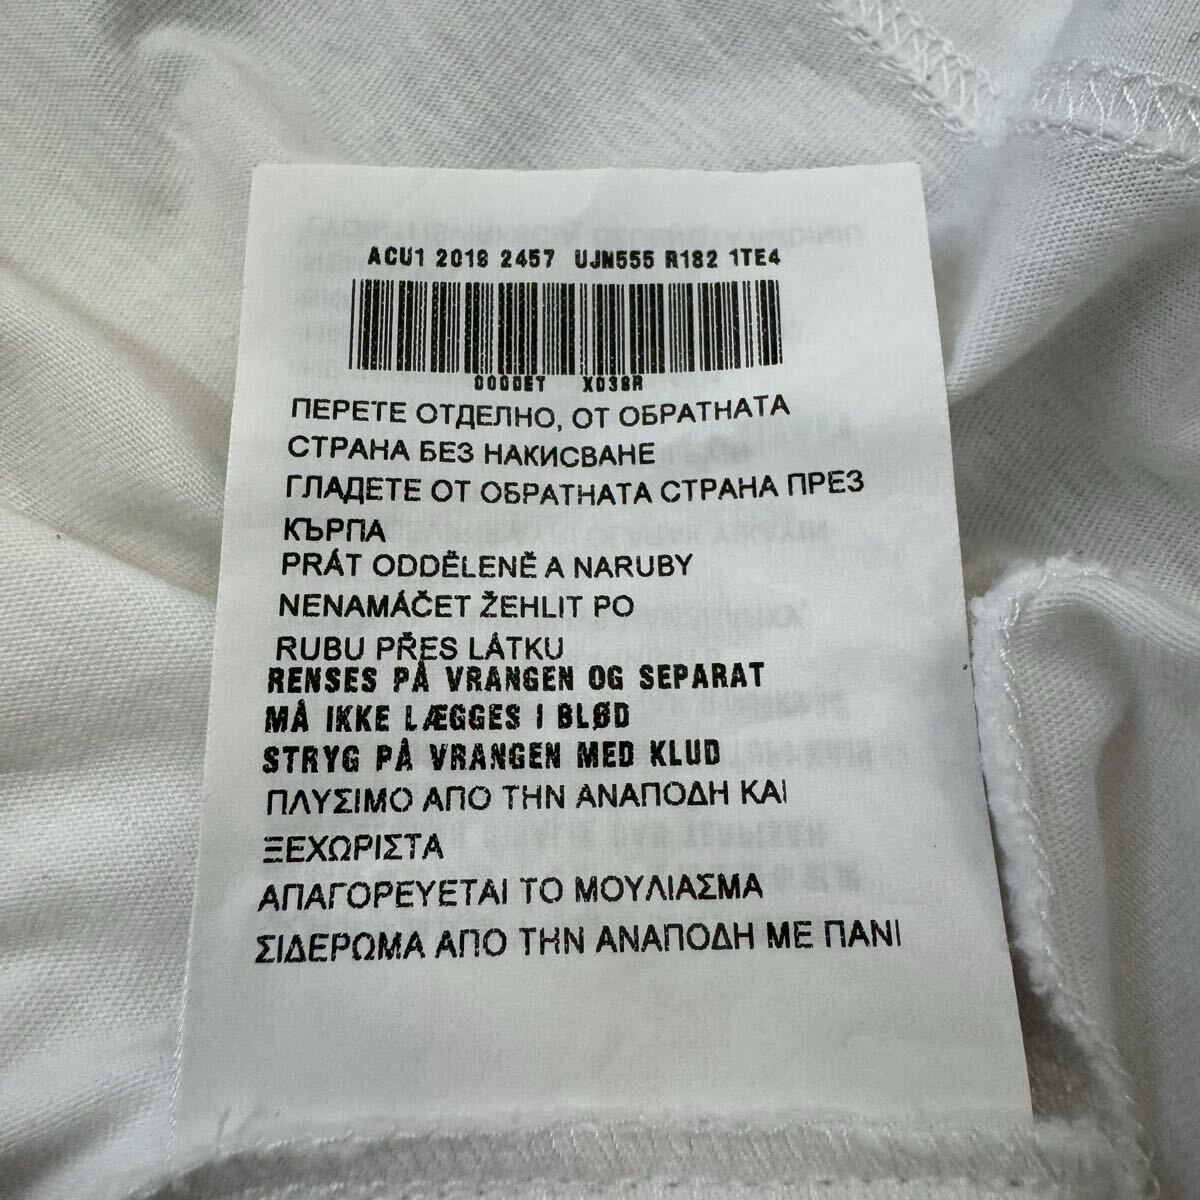 ACU1 2019 2457 UJN555 R182 1TE4
0000ET X038R
ПЕРЕТЕ ОТДЕЛНО, ОТ ОБРАТНАТА
СТРАНА БЕЗ НАКИСВАНЕ
ГЛАДЕТЕ ОТ ОБРАТНАТА СТРАНА ПРЕЗ
КЪРПА
PRÁT ODDĚLENĚ A NARUBY
NENAMÁČET ŽEHLIT PO
RUBU PŘES LÁTKU
RENSES PÅ VRANGEN OG SEPARAT
MÅ IKKE LÆGGES I BLØD
STRYG PÅ VRANGEN MED KLUD
ΠΛΥΣΙΜΟ ΑΠΟ ΤΗΝ ΑΝΑΠΟΔΗ ΚΑΙ
ΞΕΧΩΡΙΣΤΑ
ΑΠΑΓΟΡΕΥΕΤΑΙ ΤΟ ΜΟΥΛΙΑΣΜΑ
ΣΙΔΕΡΩΜΑ ΑΠΟ ΤΗΝ ΑΝΑΠΟΔΗ ΜΕ ΠΑΝΙ